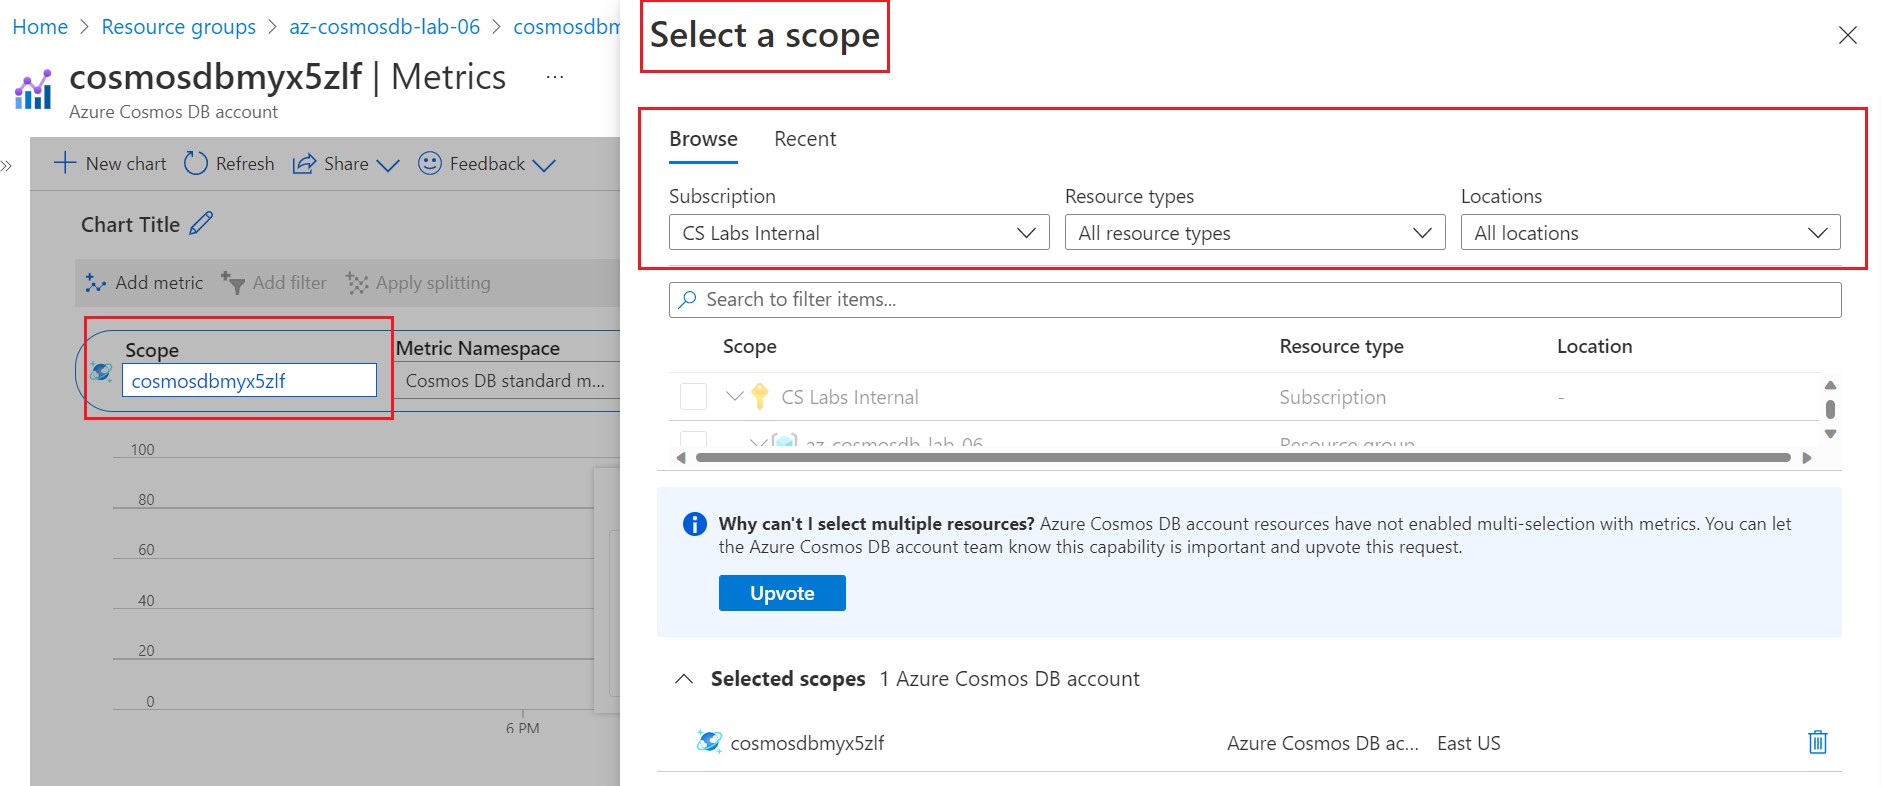 Home > Resource groups > az-cosmosdb-lab-06 > cosmosdbm
cosmosdbmyx5zlf | Metrics ...
Azure Cosmos DB account
New chart Refresh Share Feedback
Chart Title
Add metric Add filter Apply splitting
Scope Metric Namespace
cosmosdbmyx5zlf Cosmos DB standard m...
100
80
60
40
20
0
6 PM
Select a scope
Browse Recent
Subscription Resource types Locations
CS Labs Internal All resource types All locations
Search to filter items...
Scope Resource type Location
CS Labs Internal Subscription -
az-cosmosdb-lab-06 Resource group
Why can't I select multiple resources? Azure Cosmos DB account resources have not enabled multi-selection with metrics. You can let
the Azure Cosmos DB account team know this capability is important and upvote this request.
Upvote
Selected scopes 1 Azure Cosmos DB account
cosmosdbmyx5zlf Azure Cosmos DB ac... East US